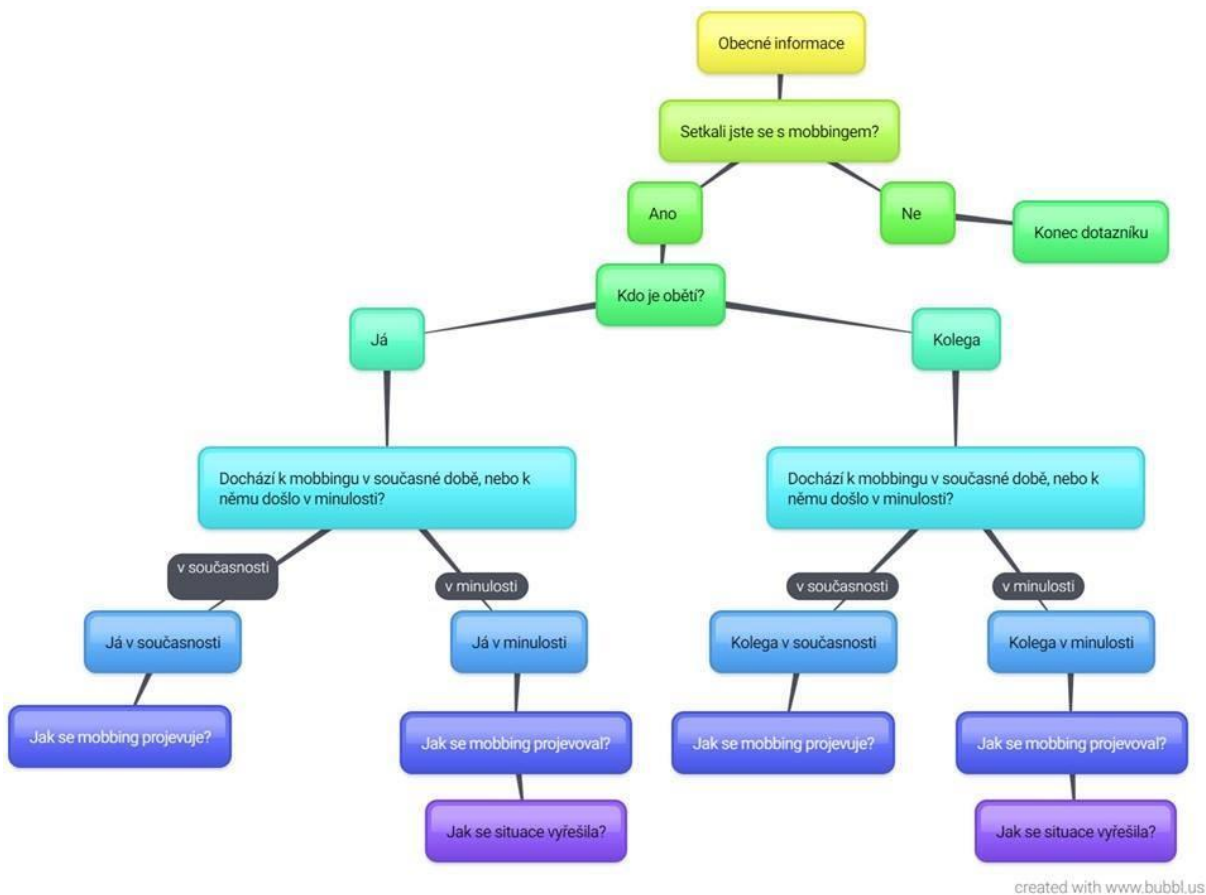 Obecné informace
Setkali jste se s mobbingem?
Ano
Ne
Konec dotazníku
Kdo je obětí?
Já
Kolega
Dochází k mobbingu v současné době, nebo k
němu došlo v minulosti?
Dochází k mobbingu v současné době, nebo k
němu došlo v minulosti?
v současnosti
v minulosti
v současnosti
v minulosti
Já v současnosti
Já v minulosti
Kolega v současnosti
Kolega v minulosti
Jak se mobbing projevuje?
Jak se mobbing projevoval?
Jak se mobbing projevuje?
Jak se mobbing projevoval?
Jak se situace vyřešila?
Jak se situace vyřešila?
created with www.bubbl.us